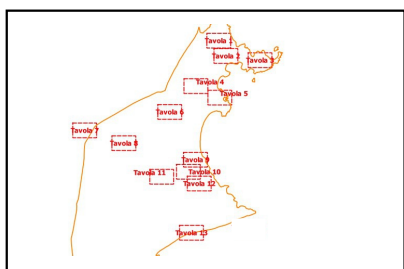 Tavola 1
Tavola 2
Tavola 3
Tavola 4
Tavola 5
Tavola 6
Tavola 7
Tavola 8
Tavola 9
Tavola 10
Tavola 11
Tavola 12
Tavola 13